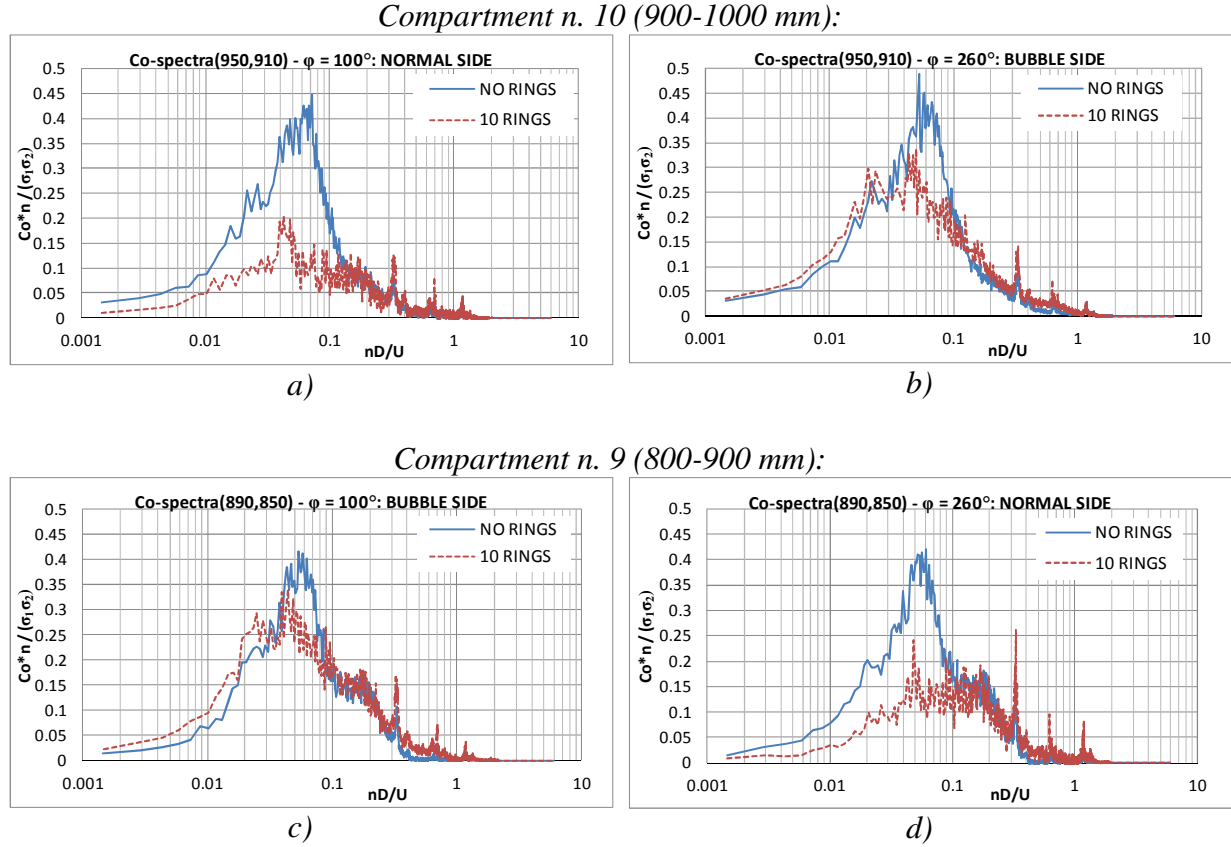 Compartment n. 10 (900-1000 mm):
Co-spectra(950,910) - φ = 100°: NORMAL SIDE
0.5
0.45
0.4
0.35
0.3
0.25
0.2
0.15
0.1
0.05
0
Co*n / (σ₁σ₂)
NO RINGS
10 RINGS
0.001
0.01
0.1
1
10
nD/U
a)
Co-spectra(950,910) - φ = 260°: BUBBLE SIDE
0.5
0.45
0.4
0.35
0.3
0.25
0.2
0.15
0.1
0.05
0
Co*n / (σ₁σ₂)
NO RINGS
10 RINGS
0.001
0.01
0.1
1
10
nD/U
b)
Compartment n. 9 (800-900 mm):
Co-spectra(890,850) - φ = 100°: BUBBLE SIDE
0.5
0.45
0.4
0.35
0.3
0.25
0.2
0.15
0.1
0.05
0
Co*n / (σ₁σ₂)
NO RINGS
10 RINGS
0.001
0.01
0.1
1
10
nD/U
c)
Co-spectra(890,850) - φ = 260°: NORMAL SIDE
0.5
0.45
0.4
0.35
0.3
0.25
0.2
0.15
0.1
0.05
0
Co*n / (σ₁σ₂)
NO RINGS
10 RINGS
0.001
0.01
0.1
1
10
nD/U
d)